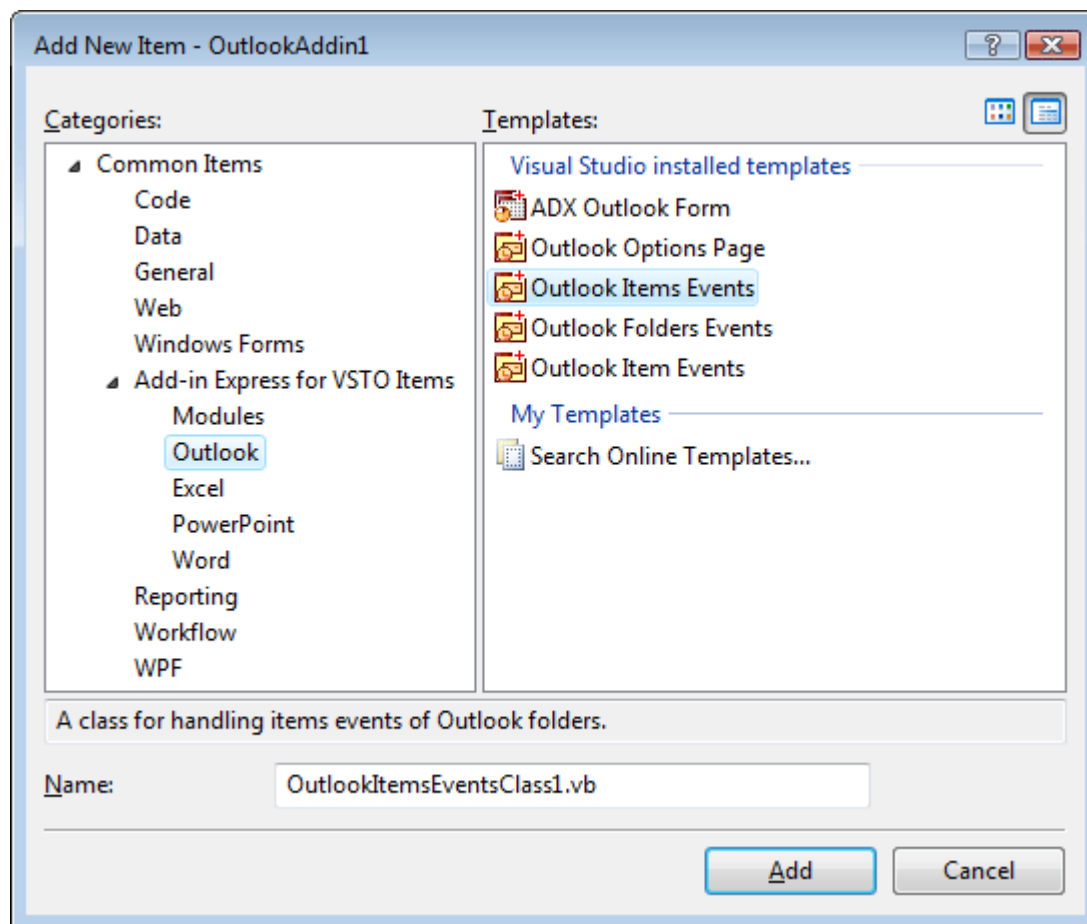 Add New Item - OutlookAddin1
Categories:
Common Items
Code
Data
General
Web
Windows Forms
Add-in Express for VSTO Items
Modules
Outlook
Excel
PowerPoint
Word
Reporting
Workflow
WPF
Templates:
Visual Studio installed templates
ADX Outlook Form
Outlook Options Page
Outlook Items Events
Outlook Folders Events
Outlook Item Events
My Templates
Search Online Templates...
A class for handling items events of Outlook folders.
Name: OutlookItemsEventsClass1.vb
Add Cancel